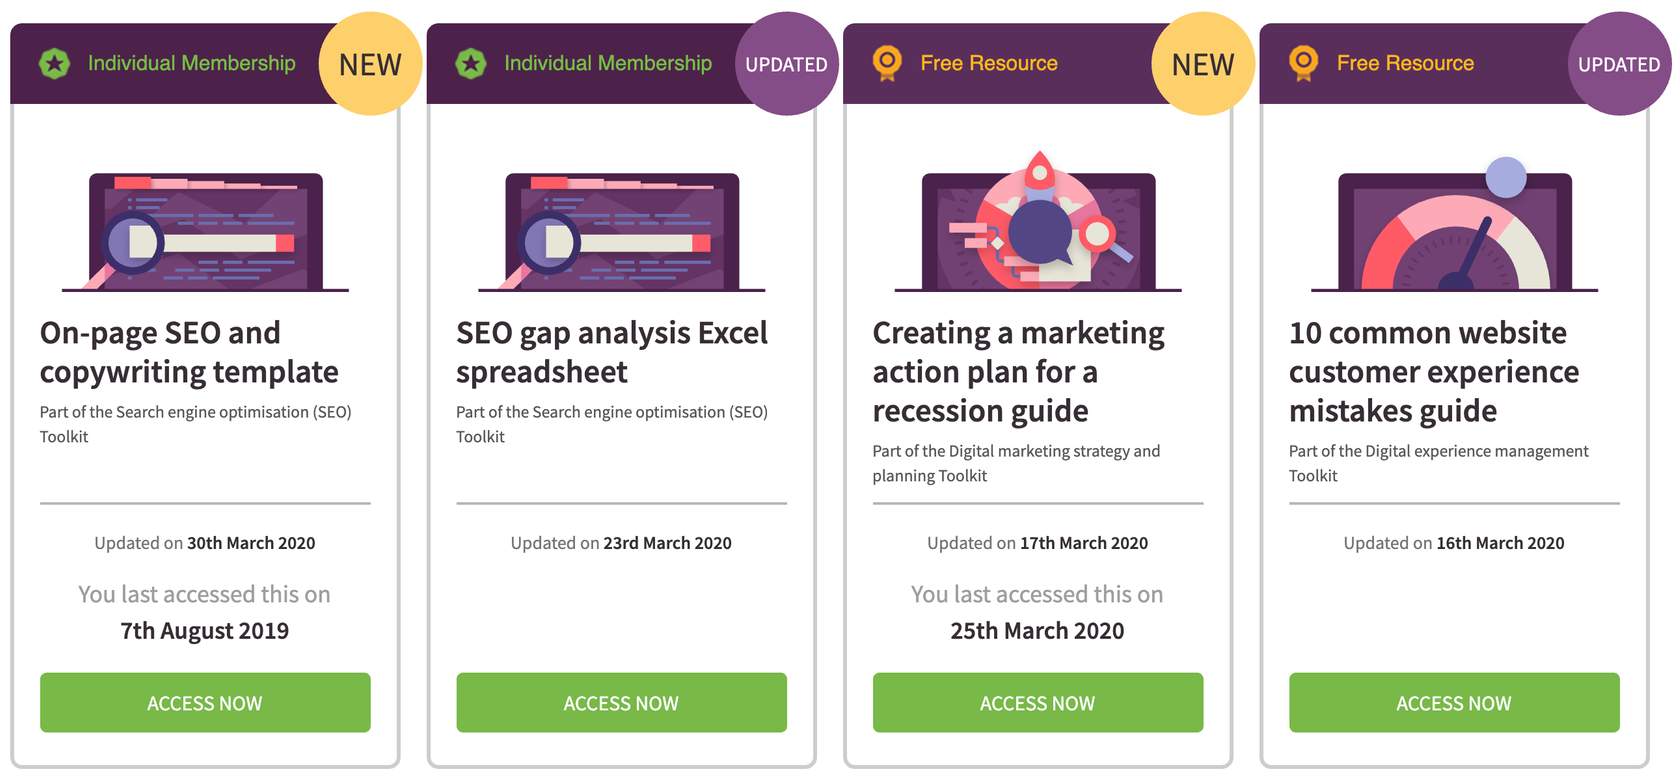 Individual Membership
NEW
On-page SEO and
copywriting template
Part of the Search engine optimisation (SEO)
Toolkit
Updated on 30th March 2020
You last accessed this on
7th August 2019
ACCESS NOW
Individual Membership
UPDATED
SEO gap analysis Excel
spreadsheet
Part of the Search engine optimisation (SEO)
Toolkit
Updated on 23rd March 2020
ACCESS NOW
Free Resource
NEW
Creating a marketing
action plan for a
recession guide
Part of the Digital marketing strategy and
planning Toolkit
Updated on 17th March 2020
You last accessed this on
25th March 2020
ACCESS NOW
Free Resource
UPDATED
10 common website
customer experience
mistakes guide
Part of the Digital experience management
Toolkit
Updated on 16th March 2020
ACCESS NOW